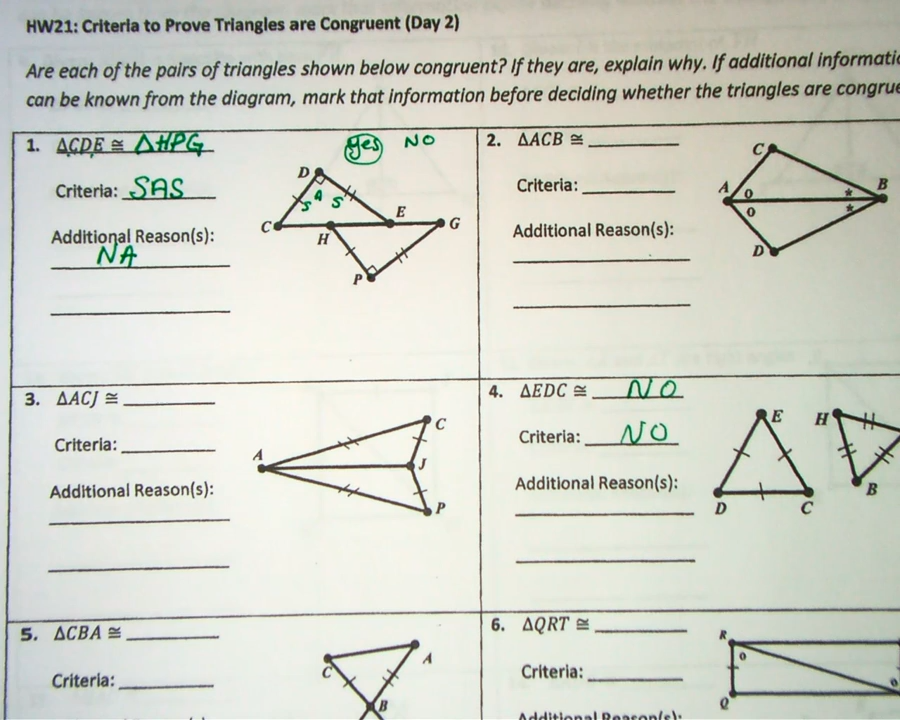 HW21: Criteria to Prove Triangles are Congruent (Day 2)
Are each of the pairs of triangles shown below congruent? If they are, explain why. If additional
can be known from the diagram, mark that information before deciding whether the triangles are
1. ΔCDE ≅ ΔHPG
yes NO
Criteria: SAS
Additional Reason(s):
NA
D
S A S
C
H
E
G
P
2. ΔACB ≅
Criteria:
Additional Reason(s):
C
A
B
D
3. ΔACJ ≅
Criteria:
Additional Reason(s):
A
C
J
P
4. ΔEDC ≅ NO
Criteria: NO
Additional Reason(s):
E
D
C
H
B
5. ΔCBA ≅
Criteria:
C
A
B
6. ΔQRT ≅
Criteria:
Additional Reason(s):
R
Q